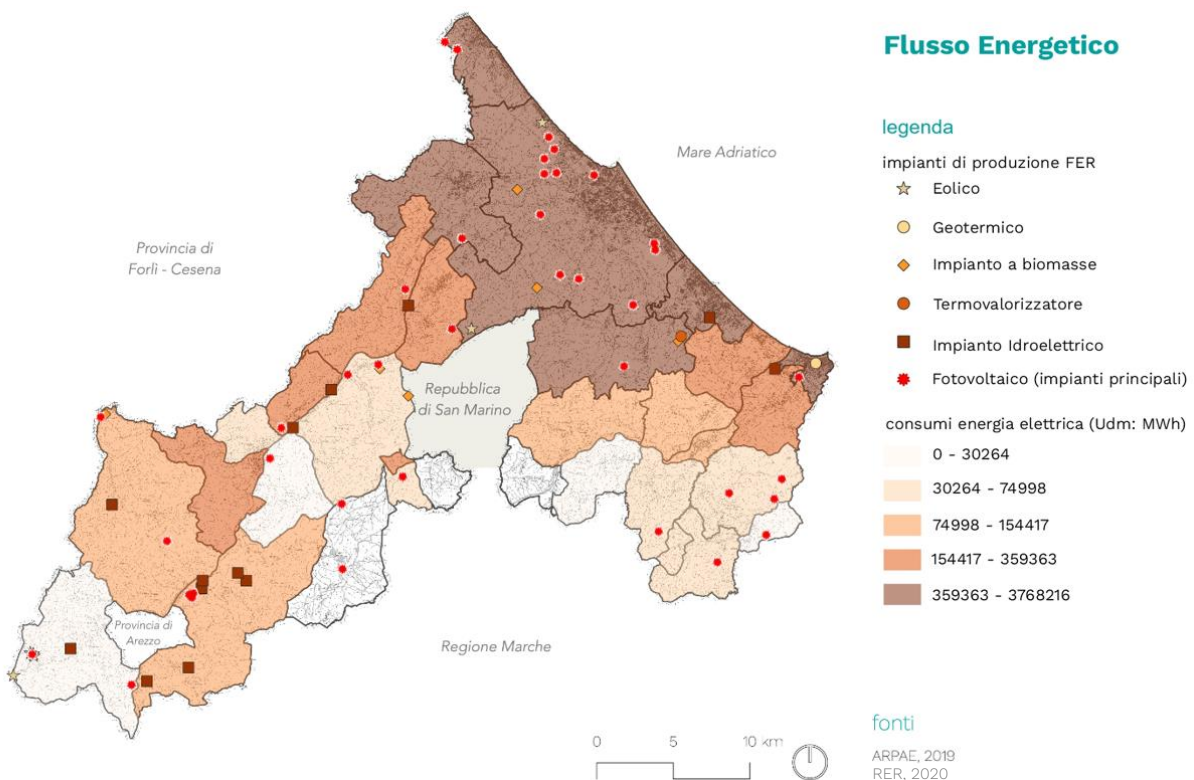 Flusso Energetico
legenda
impianti di produzione FER
Eolico
Geotermico
Impianto a biomasse
Termovalorizzatore
Impianto Idroelettrico
Fotovoltaico (impianti principali)
consumi energia elettrica (Udm: MWh)
0 - 30264
30264 - 74998
74998 - 154417
154417 - 359363
359363 - 3768216
Mare Adriatico
Provincia di
Forlì - Cesena
Repubblica
di San Marino
Provincia di
Arezzo
Regione Marche
0 5 10 km
fonti
ARPAE, 2019
RER, 2020